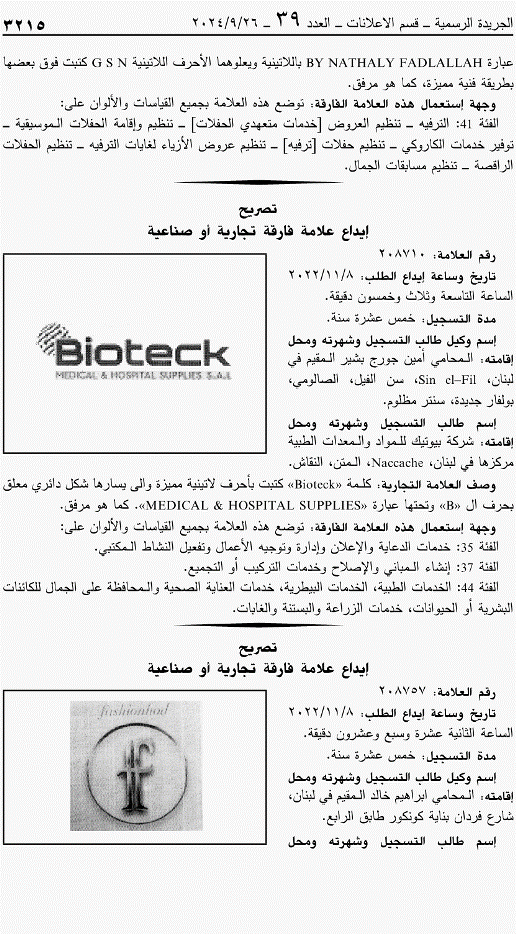 الجريدة الرسمية ــ قسم الاعلانات ــ العدد ٣٩ ــ ٢٠٢٤/٩/٢٦
٣٢١٥
عبارة BY NATHALY FADLALLAH باللاتينية ويعلوهما الأحرف اللاتينية G S N كتبت فوق بعضها
بطريقة فنية مميزة، كما هو مرفق.
وجهة إستعمال هذه العلامة الفارقة: توضع هذه العلامة بجميع القياسات والألوان على:
الفئة 41: الترفيه ــ تنظيم العروض [خدمات متعهدي الحفلات] ــ تنظيم وإقامة الحفلات الموسيقية ــ
توفير خدمات الكاروكي ــ تنظيم حفلات [ترفيه] ــ تنظيم عروض الأزياء لغابات الترفيه ــ تنظيم الحفلات
الراقصة ــ تنظيم مسابقات الجمال.
تصريح
إيداع علامة فارقة تجارية أو صناعية
رقم العلامة: ٢٠٨٧١٠
تاريخ وساعة إيداع الطلب: ٢٠٢٢/١١/٨
الساعة التاسعة وثلاث وخمسون دقيقة.
مدة التسجيل: خمس عشرة سنة.
إسم وكيل طالب التسجيل وشهرته ومحل
إقامته: المحامي أمين جورج بشير المقيم في
لبنان، Sin el–Fil، سن الفيل، الصالومي،
بولفار جديدة، سنتر مظلوم.
إسم طالب التسجيل وشهرته ومحل
إقامته: شركة بيوتيك للمواد والمعدات الطبية
مركزها في لبنان، Naccache، المتن، النقاش.
Bioteck
MEDICAL & HOSPITAL SUPPLIES S.A.L
وصف العلامة التجارية: كلمة «Bioteck» كتبت بأحرف لاتينية مميزة والى يسارها شكل دائري معلق
بحرف ال «B» وتحتها عبارة «MEDICAL & HOSPITAL SUPPLIES». كما هو مرفق.
وجهة إستعمال هذه العلامة الفارقة: توضع هذه العلامة بجميع القياسات والألوان على:
الفئة 35: خدمات الدعاية والإعلان وإدارة وتوجيه الأعمال وتفعيل النشاط المكتبي.
الفئة 37: إنشاء المباني والإصلاح وخدمات التركيب أو التجميع.
الفئة 44: الخدمات الطبية، الخدمات البيطرية، خدمات العناية الصحية والمحافظة على الجمال للكائنات
البشرية أو الحيوانات، خدمات الزراعة والبستنة والغابات.
تصريح
إيداع علامة فارقة تجارية أو صناعية
رقم العلامة: ٢٠٨٧٥٧
تاريخ وساعة إيداع الطلب: ٢٠٢٢/١١/٨
الساعة الثانية عشرة وسبع وعشرون دقيقة.
مدة التسجيل: خمس عشرة سنة.
إسم وكيل طالب التسجيل وشهرته ومحل
إقامته: المحامي ابراهيم خالد المقيم في لبنان،
شارع فردان بناية كونكور طابق الرابع.
إسم طالب التسجيل وشهرته ومحل